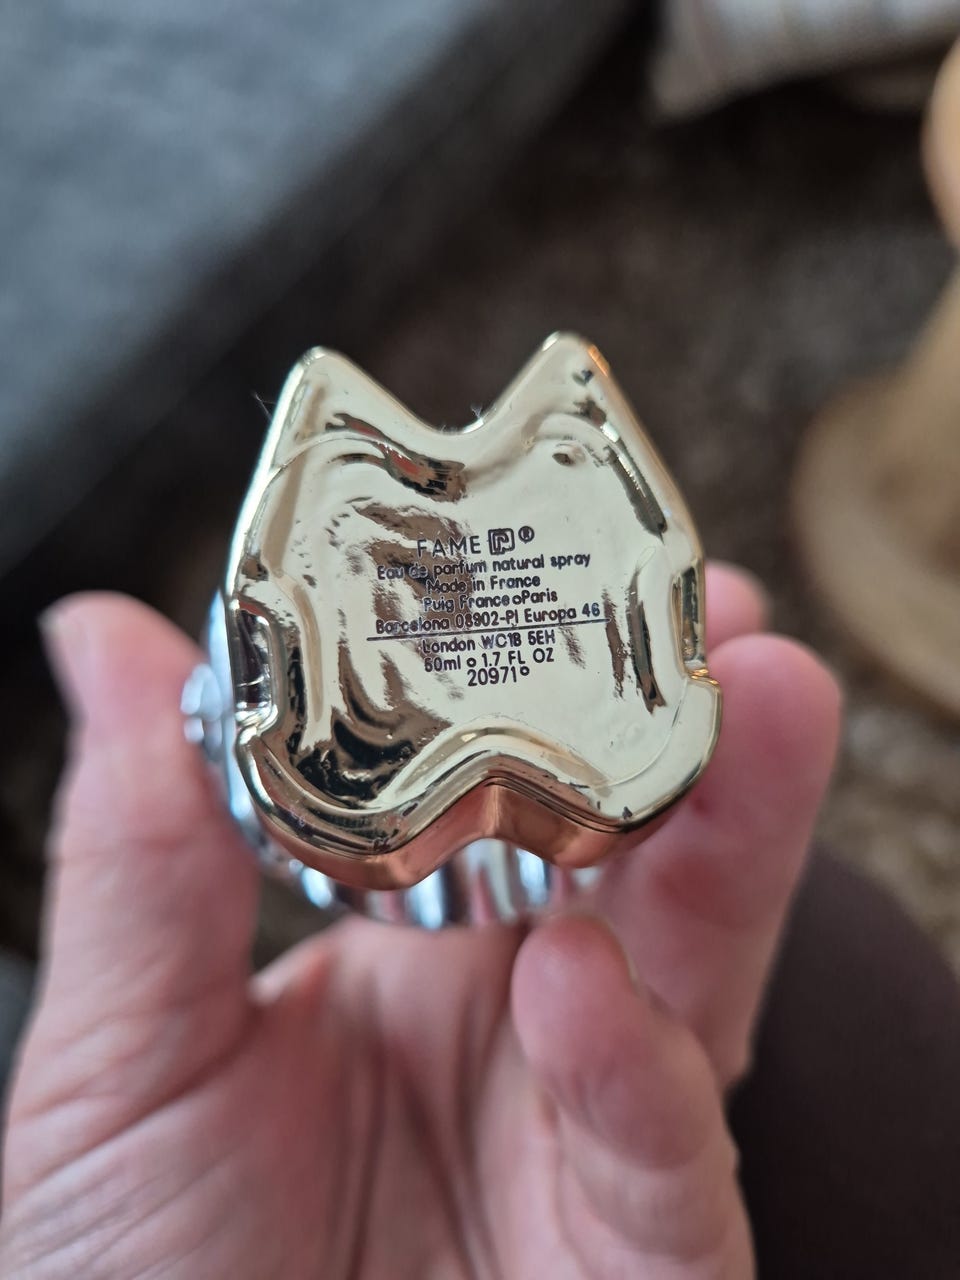 FAME ®
Eau de parfum natural spray
Made in France
Puig France o Paris
Barcelona 08902-Pl Europa 46
London WC1B 5EH
50ml o 1.7 FL OZ
20971°